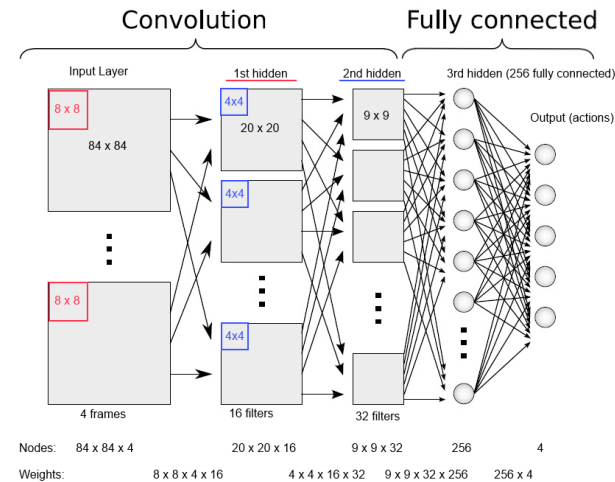 Convolution
Fully connected
Input Layer
1st hidden
2nd hidden
3rd hidden (256 fully connected)
Output (actions)
8 x 8
84 x 84
4x4
20 x 20
9 x 9
4x4
8 x 8
4x4
4 frames
16 filters
32 filters
Nodes: 84 x 84 x 4 20 x 20 x 16 9 x 9 x 32 256 4
Weights: 8 x 8 x 4 x 16 4 x 4 x 16 x 32 9 x 9 x 32 x 256 256 x 4